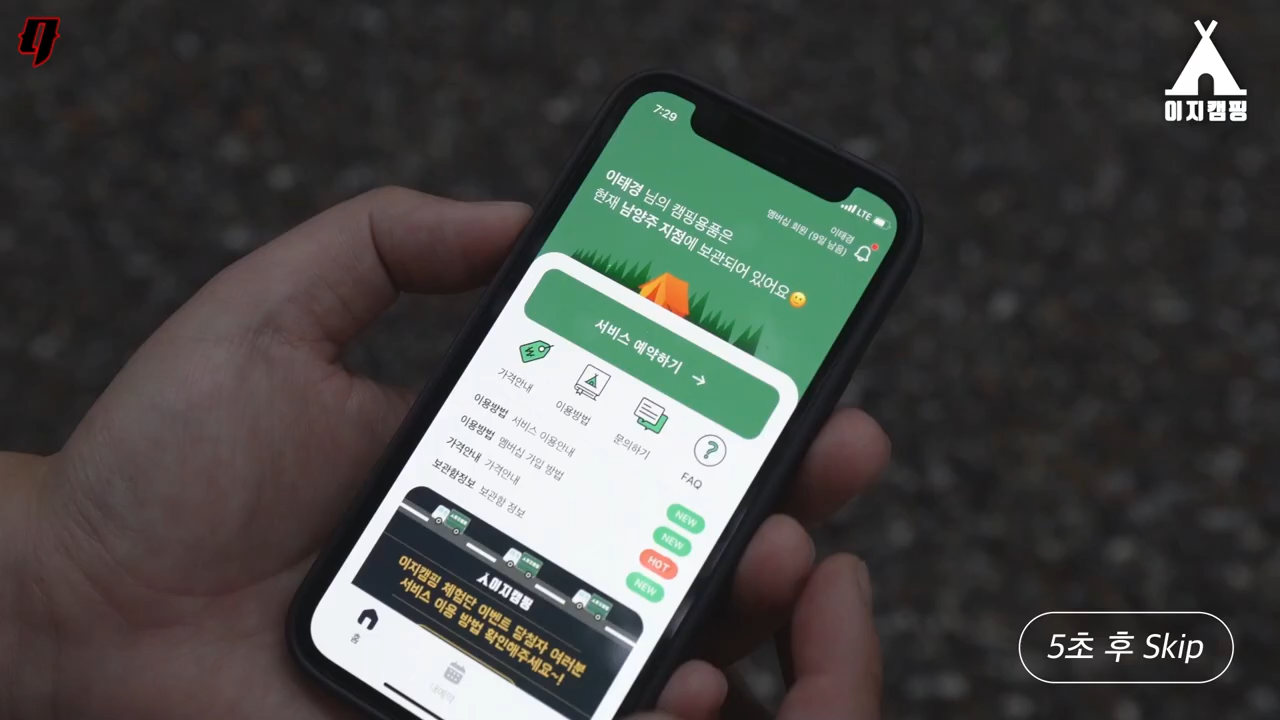 이지캠핑
7:29
LTE
이태경
멤버십 회원 (9일 남음)
이태경 님의 캠핑용품은
현재 남양주 지점에 보관되어 있어요
서비스 예약하기 →
가격안내
이용방법
문의하기
FAQ
이용방법 서비스 이용안내 NEW
이용방법 멤버십 가입 방법 NEW
가격안내 가격안내 HOT
보관함정보 보관함 정보 NEW
이지캠핑
이지캠핑 체험단 이벤트 당첨자 여러분
서비스 이용 방법 확인해주세요~!
홈
내예약
5초 후 Skip